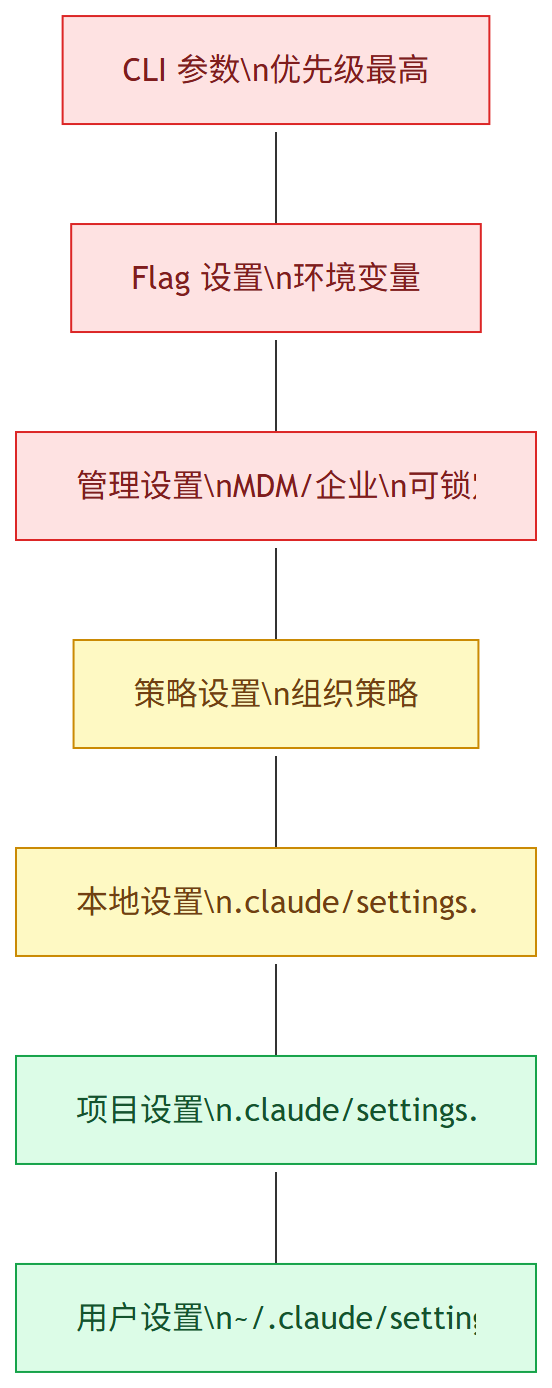 CLI 参数\n优先级最高
Flag 设置\n环境变量
管理设置\nMDM/企业\n可锁
策略设置\n组织策略
本地设置\n.claude/settings.
项目设置\n.claude/settings.
用户设置\n~/.claude/setting